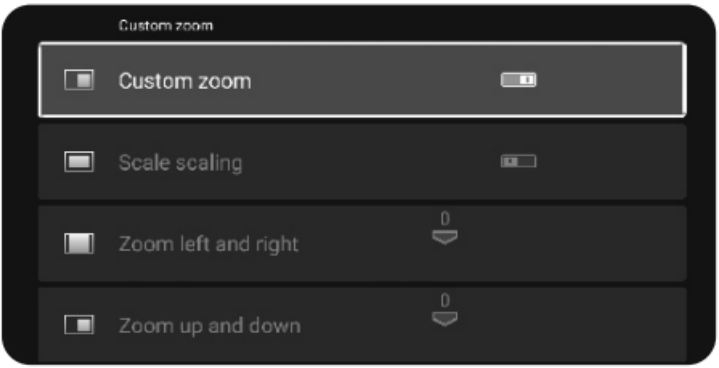 Custom zoom
Custom zoom
Scale scaling
0
Zoom left and right
0
Zoom up and down